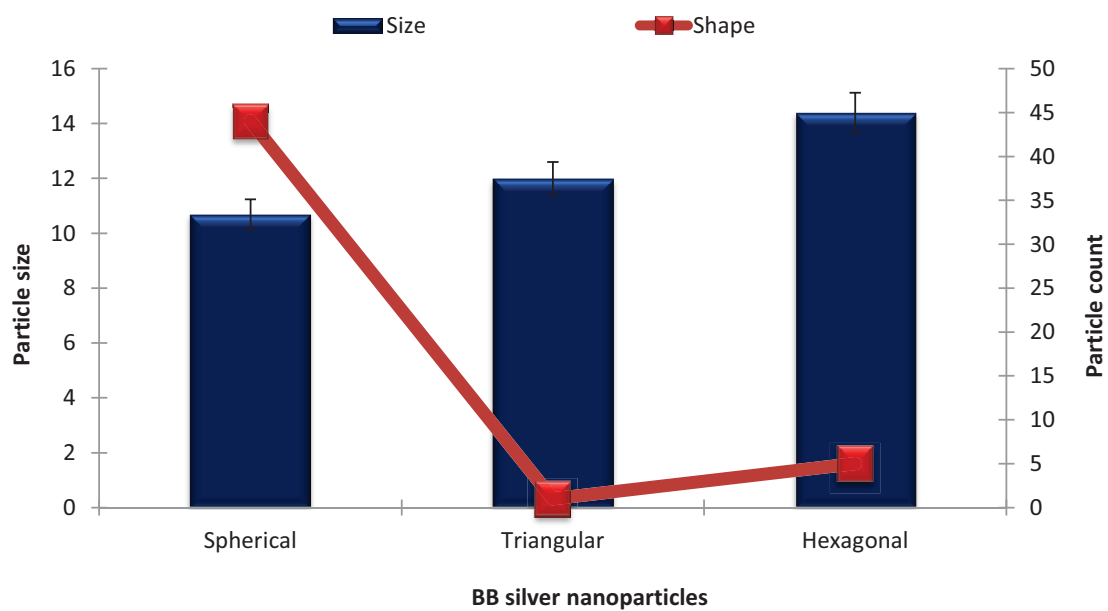 Size
Shape
Particle size
16
14
12
10
8
6
4
2
0
50
45
40
35
30
25
20
15
10
5
0
Particle count
Spherical
Triangular
Hexagonal
BB silver nanoparticles